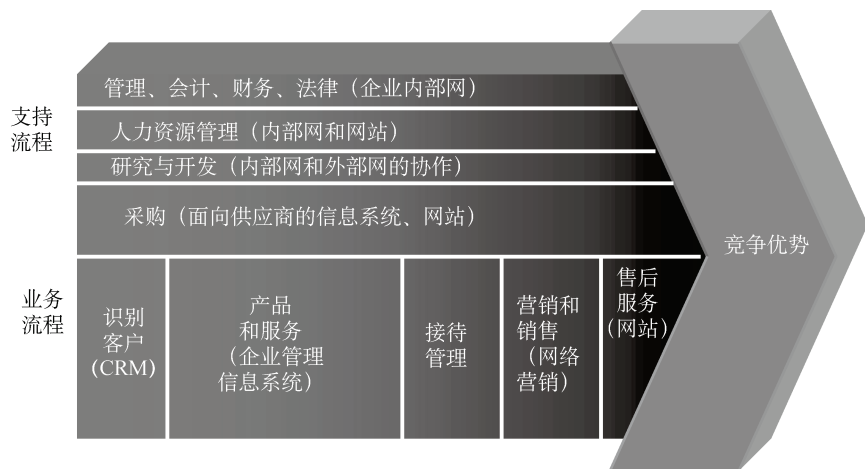 支持
流程
管理、会计、财务、法律（企业内部网）
人力资源管理（内部网和网站）
研究与开发（内部网和外部网的协作）
采购（面向供应商的信息系统、网站）
竞争优势
业务
流程
识别
客户
(CRM)
产品
和服务
（企业管理
信息系统）
接待
管理
营销和
销售
（网络
营销）
售后
服务
（网站）